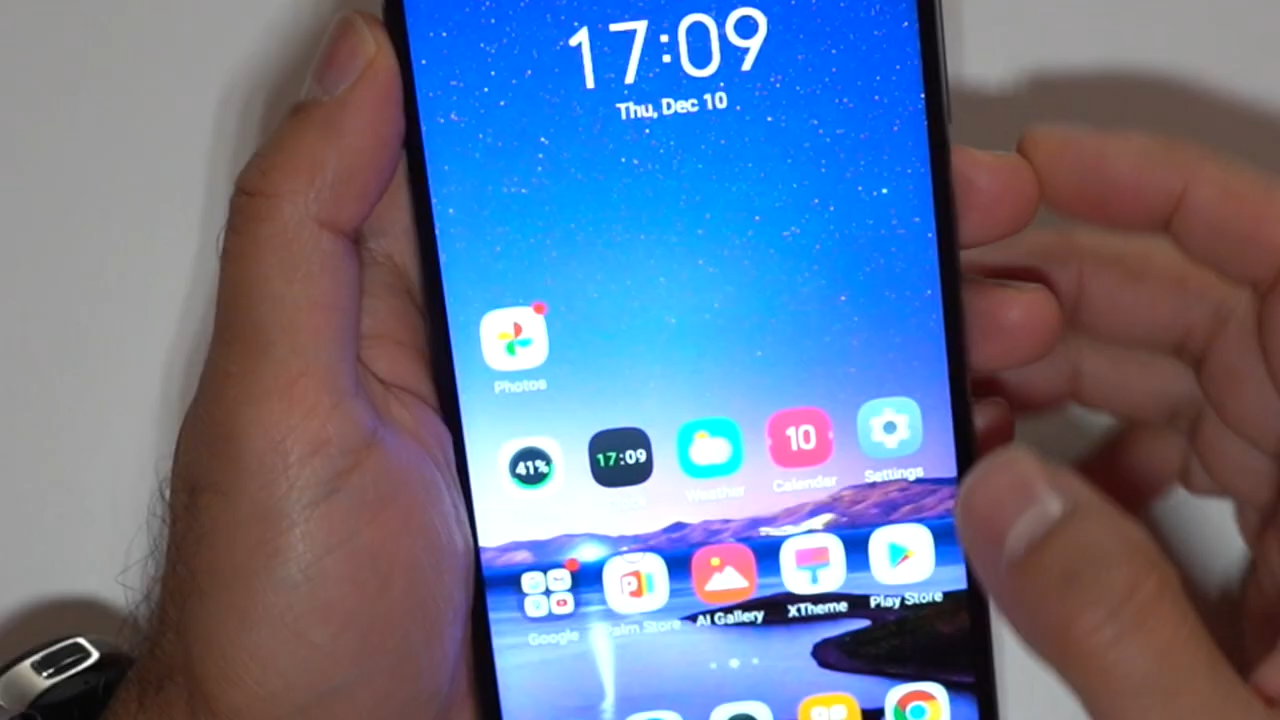 17:09
Thu, Dec 10
Photos
41%
17:09
10
Weather
Calendar
Settings
Google
Palm Store
AI Gallery
XTheme
Play Store